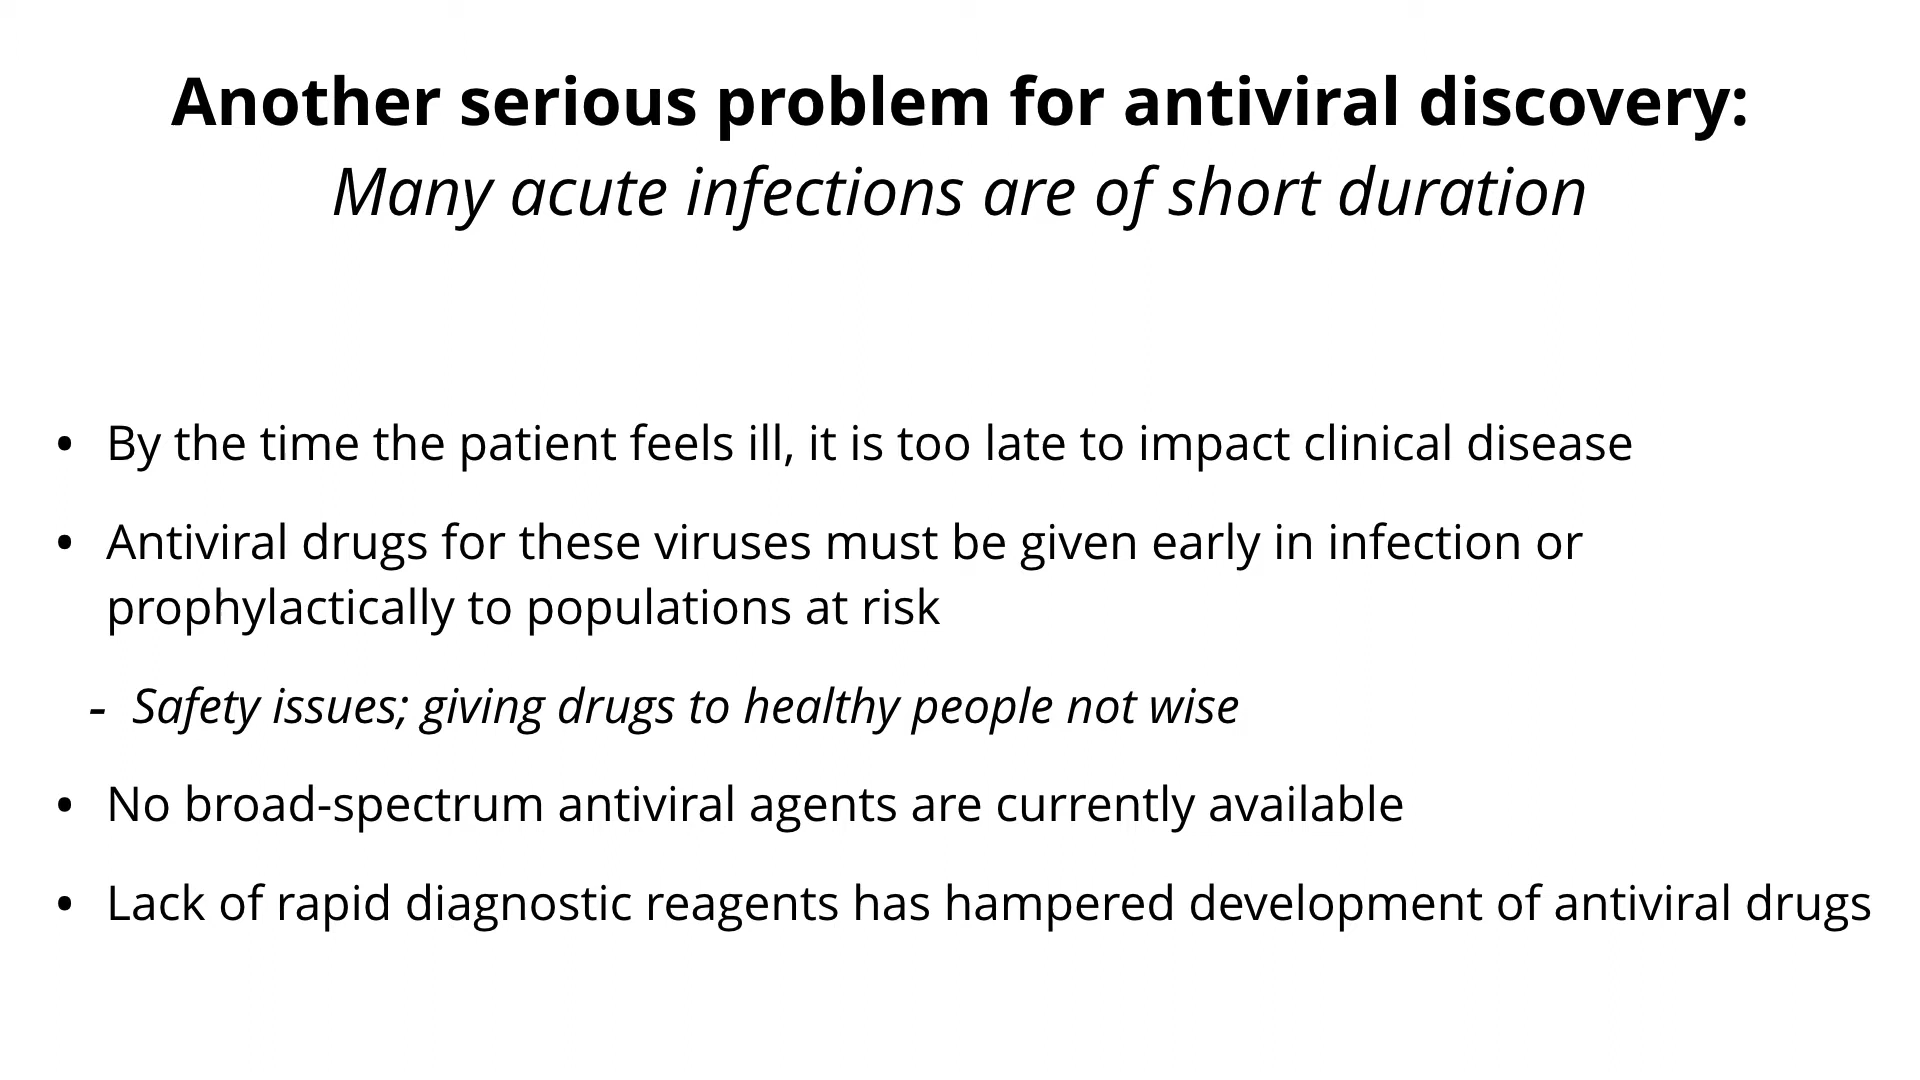 Another serious problem for antiviral discovery:
Many acute infections are of short duration
• By the time the patient feels ill, it is too late to impact clinical disease
• Antiviral drugs for these viruses must be given early in infection or
prophylactically to populations at risk
- Safety issues; giving drugs to healthy people not wise
• No broad-spectrum antiviral agents are currently available
• Lack of rapid diagnostic reagents has hampered development of antiviral drugs